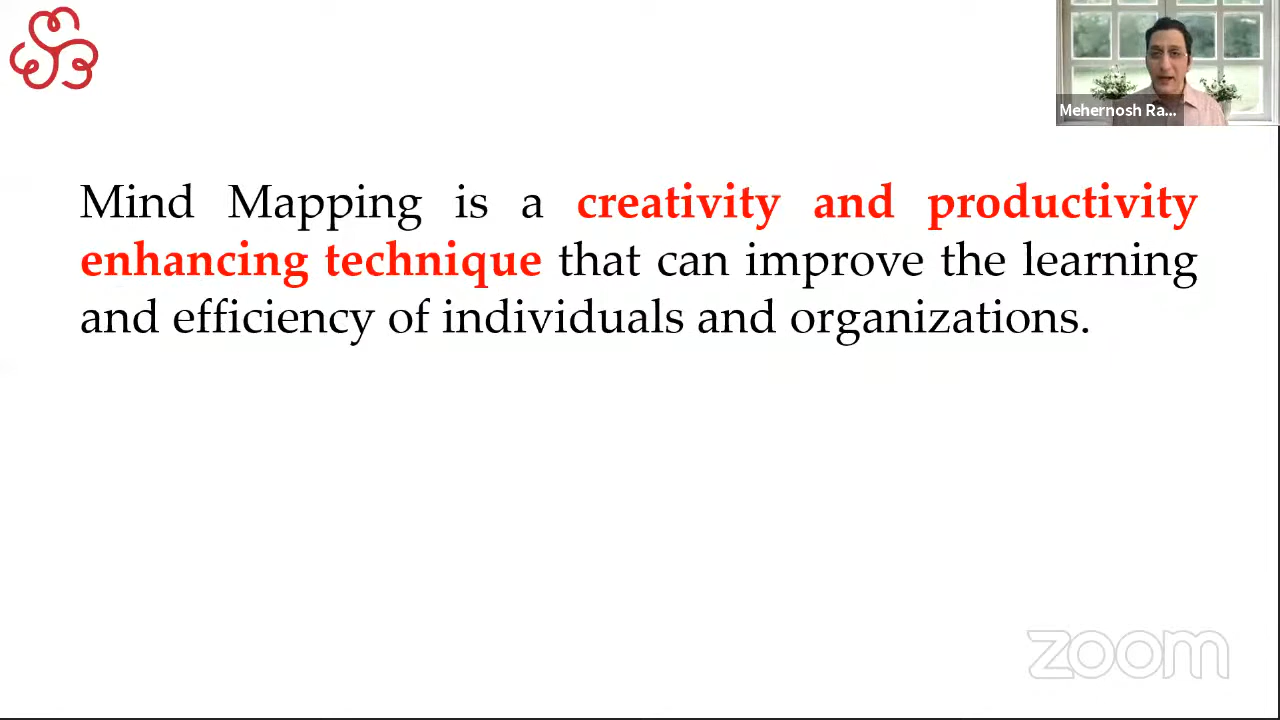 Mehernosh Ra...
Mind Mapping is a creativity and productivity
enhancing technique that can improve the learning
and efficiency of individuals and organizations.
zoom